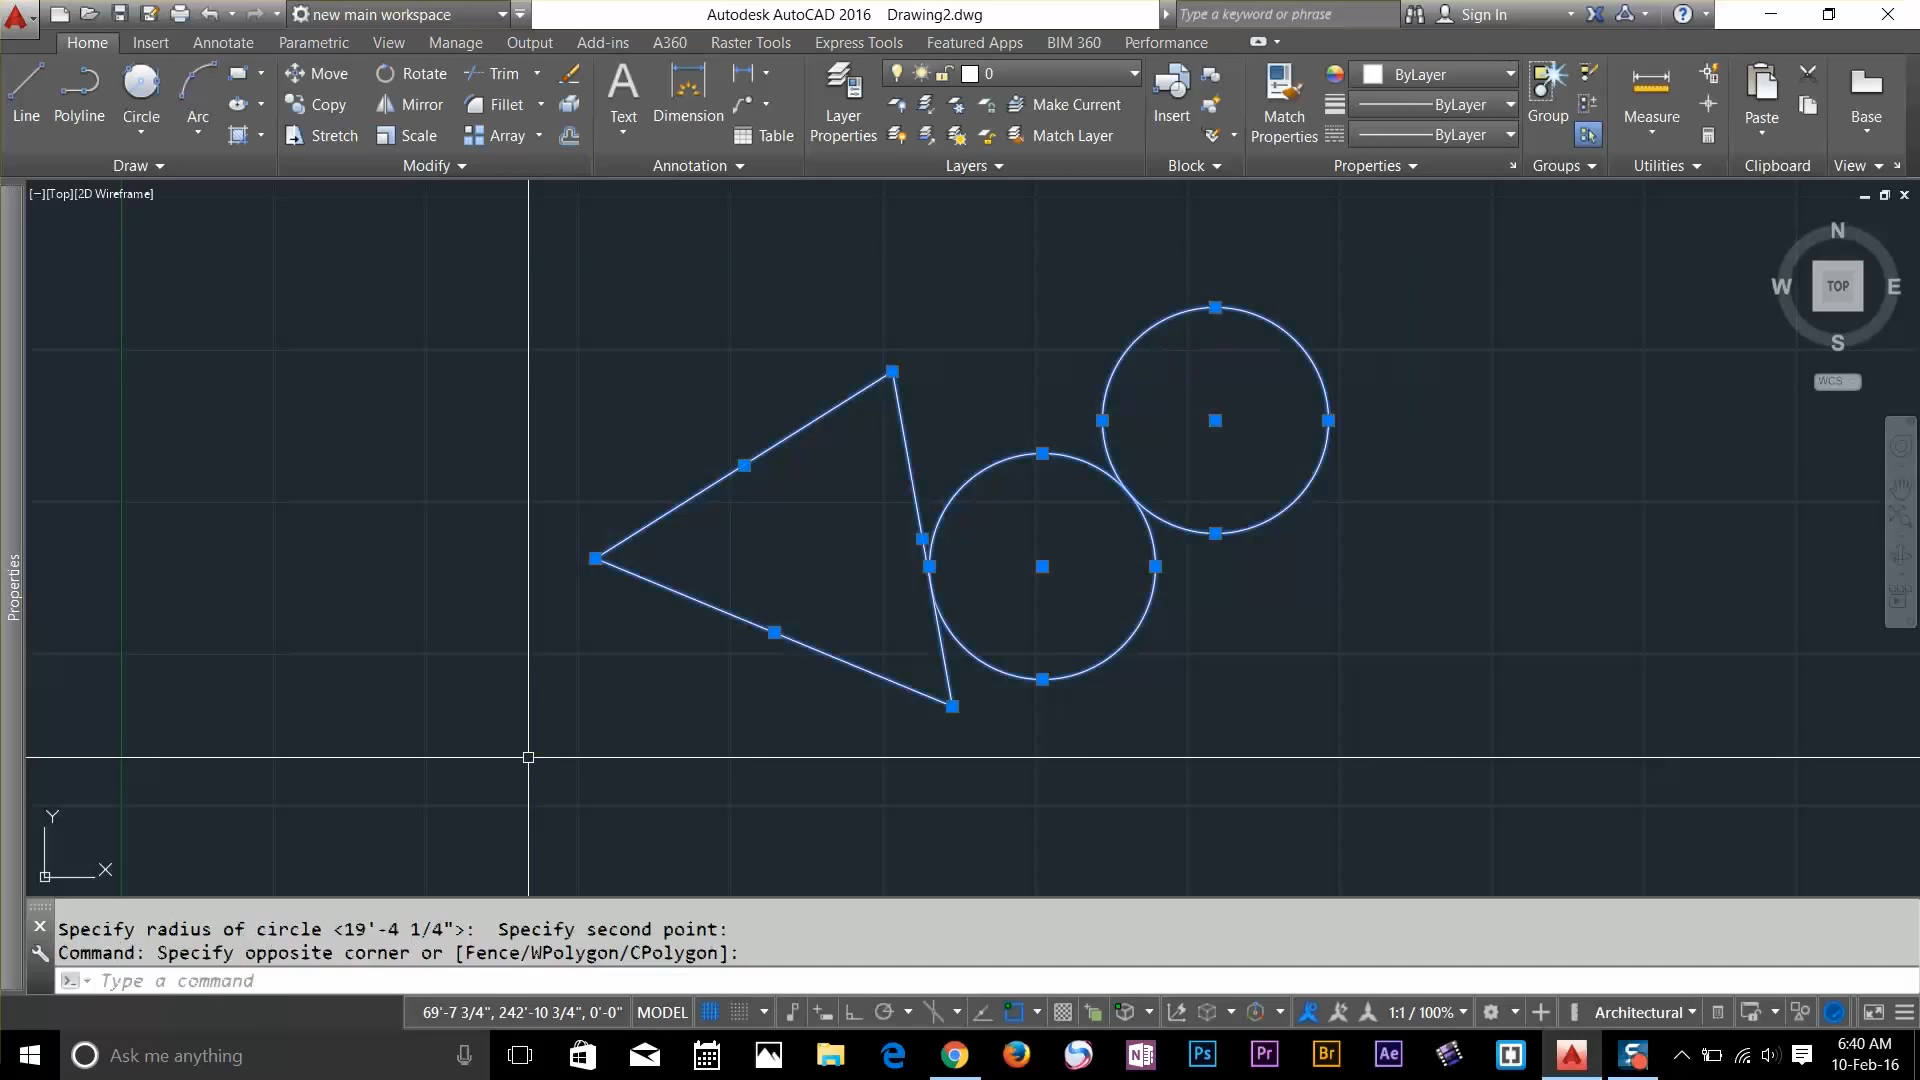 new main workspace
Autodesk AutoCAD 2016 Drawing2.dwg
Type a keyword or phrase
Sign In
Home Insert Annotate Parametric View Manage Output Add-ins A360 Raster Tools Express Tools Featured Apps BIM 360 Performance
Line Polyline Circle Arc
Draw
Move Rotate Trim
Copy Mirror Fillet
Stretch Scale Array
Modify
Text Dimension Table
Annotation
Layer Properties
0
Make Current
Match Layer
Layers
Insert
Block
Match Properties
ByLayer
ByLayer
ByLayer
Properties
Group
Groups
Measure
Utilities
Paste
Clipboard
Base
View
[−][Top][2D Wireframe]
N
W TOP E
S
WCS
Properties
Y
X
Specify radius of circle <19'-4 1/4">: Specify second point:
Command: Specify opposite corner or [Fence/WPolygon/CPolygon]:
Type a command
69'-7 3/4", 242'-10 3/4", 0'-0" MODEL 1:1 / 100% Architectural
Ask me anything
N Ps Pr Br Ae
6:40 AM
10-Feb-16